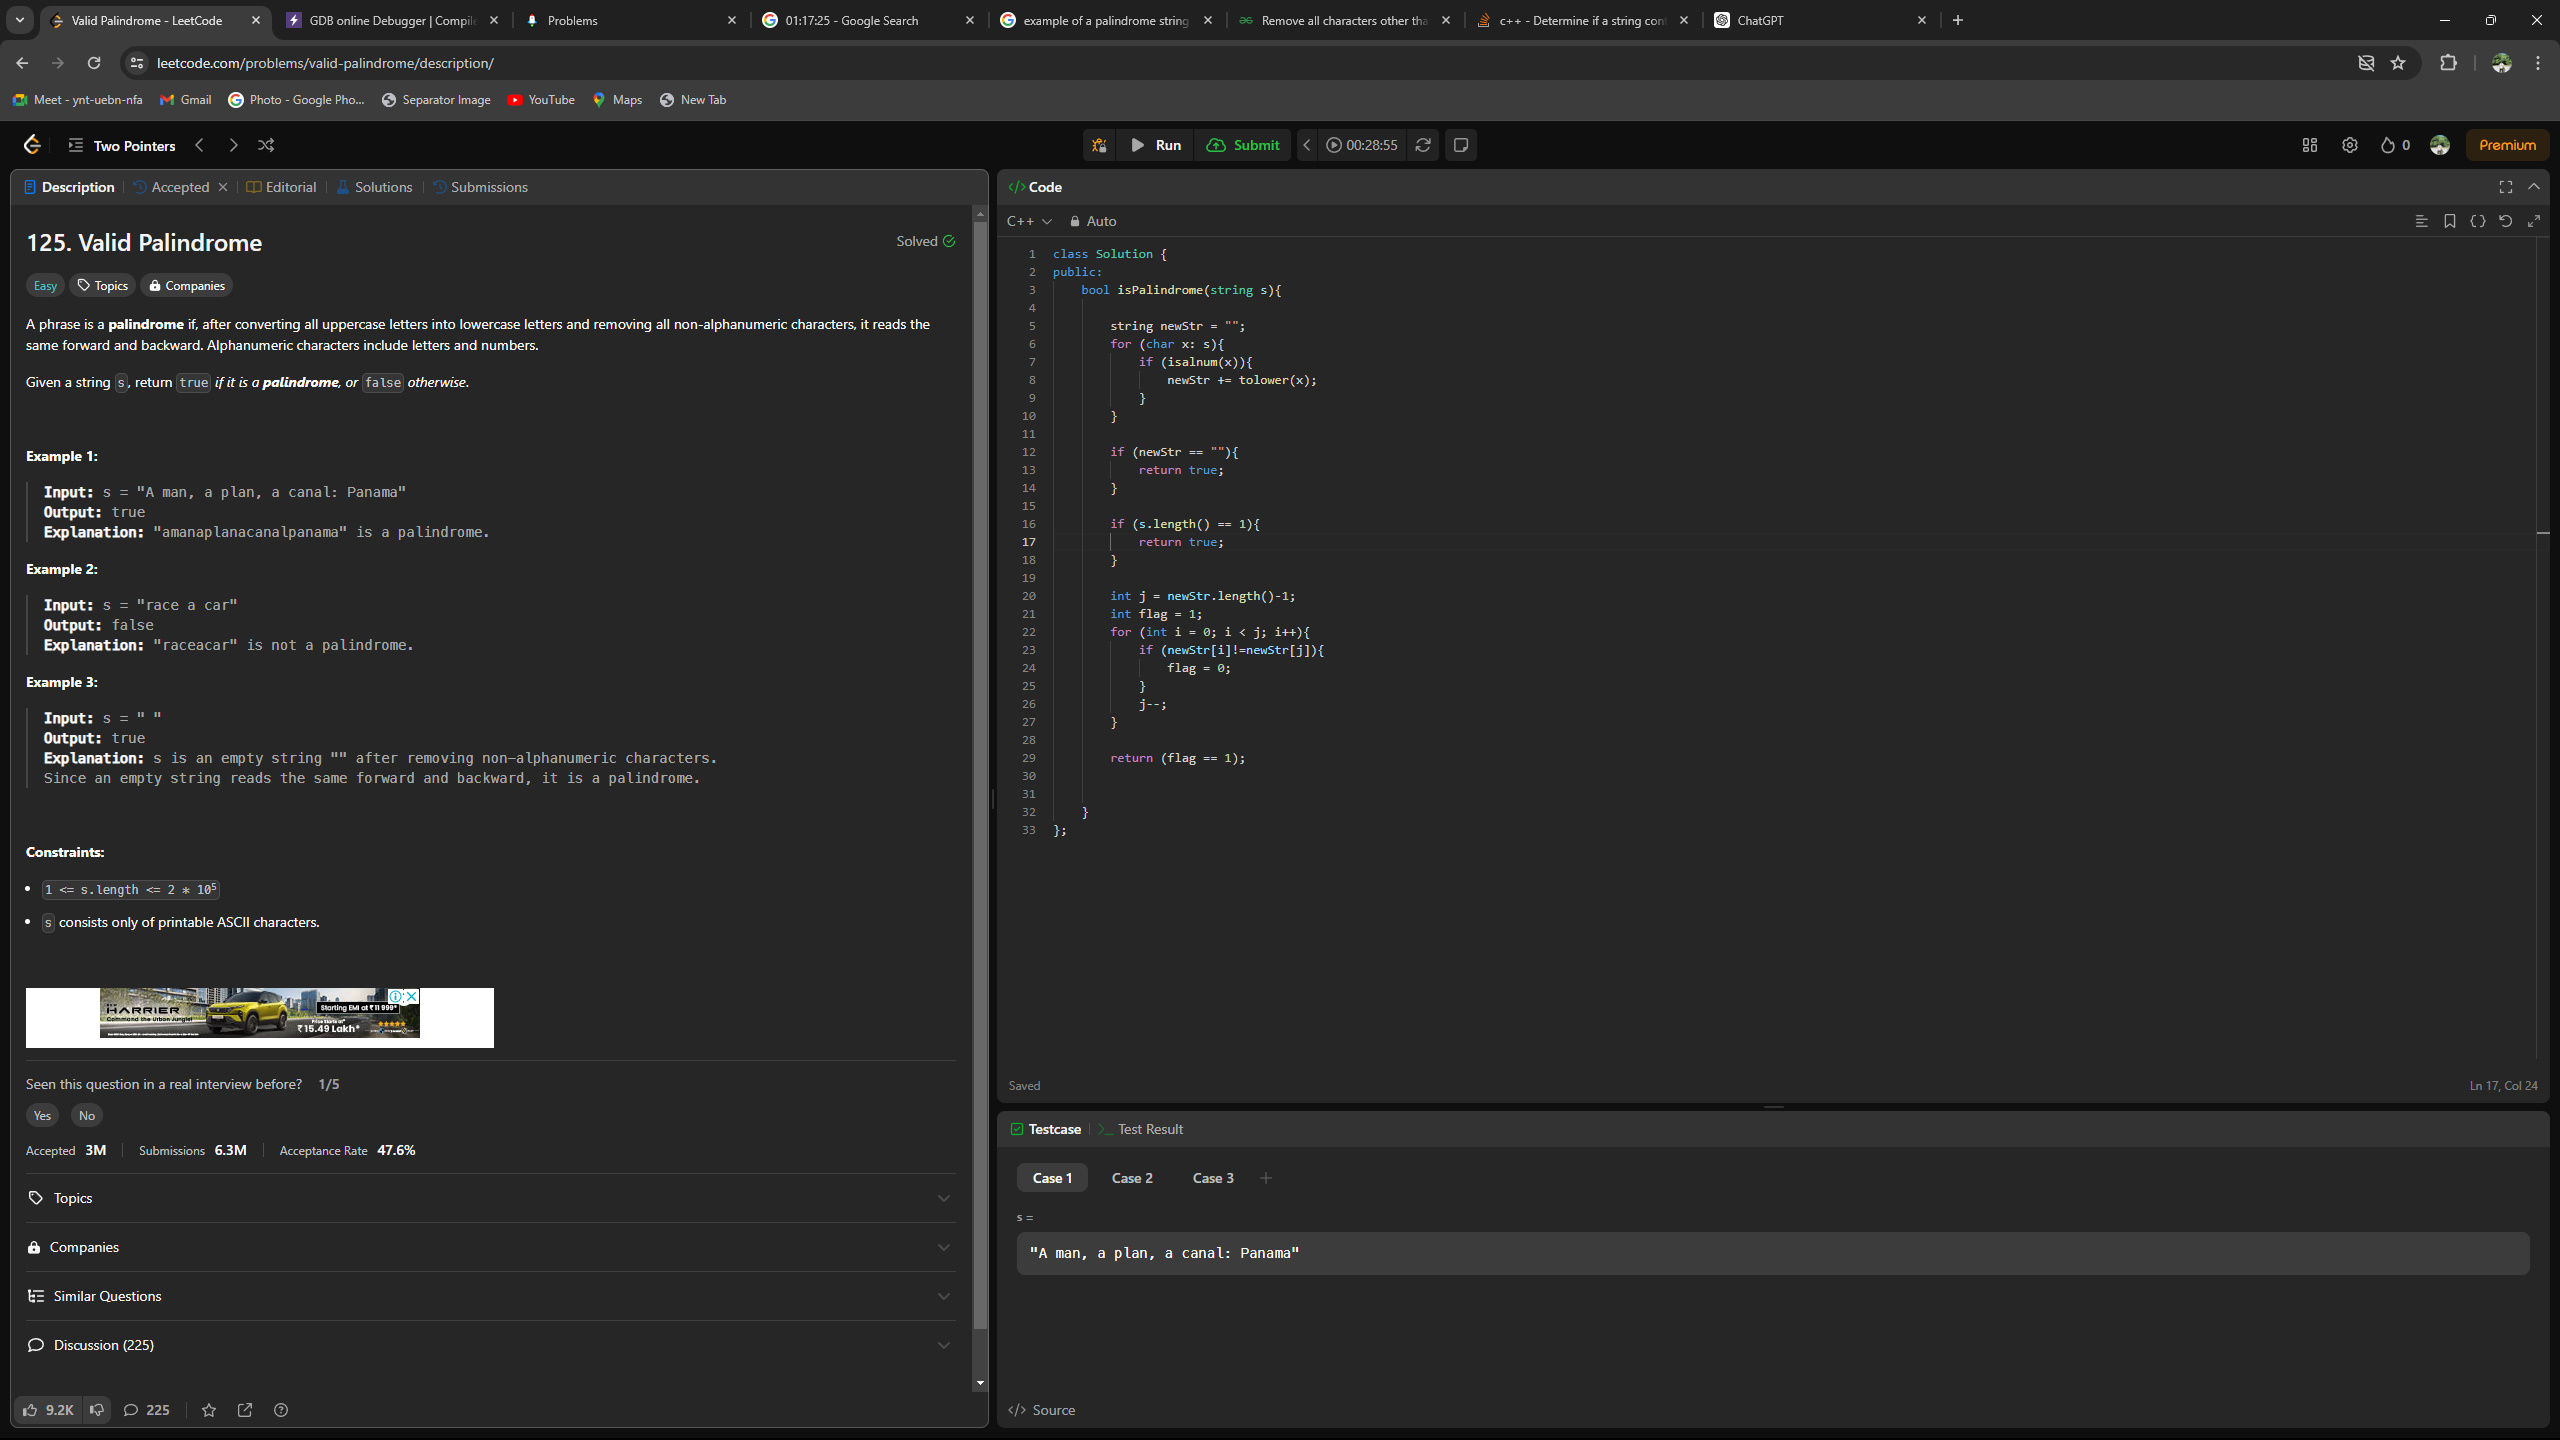 Valid Palindrome - LeetCode
GDB online Debugger | Compile
Problems
01:17:25 - Google Search
example of a palindrome string
Remove all characters other tha
c++ - Determine if a string cont
ChatGPT
leetcode.com/problems/valid-palindrome/description/
Meet - ynt-uebn-nfa
Gmail
Photo - Google Pho...
Separator Image
YouTube
Maps
New Tab
Two Pointers
Run
Submit
00:28:55
0
Premium
Description
Accepted
Editorial
Solutions
Submissions
125. Valid Palindrome
Solved
Easy
Topics
Companies
A phrase is a palindrome if, after converting all uppercase letters into lowercase letters and removing all non-alphanumeric characters, it reads the
same forward and backward. Alphanumeric characters include letters and numbers.
Given a string s, return true if it is a palindrome, or false otherwise.
Example 1:
Input: s = "A man, a plan, a canal: Panama"
Output: true
Explanation: "amanaplanacanalpanama" is a palindrome.
Example 2:
Input: s = "race a car"
Output: false
Explanation: "raceacar" is not a palindrome.
Example 3:
Input: s = " "
Output: true
Explanation: s is an empty string "" after removing non-alphanumeric characters.
Since an empty string reads the same forward and backward, it is a palindrome.
Constraints:
1 <= s.length <= 2 * 10⁵
s consists only of printable ASCII characters.
HARRIER
Command the Urban Jungle!
Starting EMI at ₹11 999*
Price Starts at*
₹15.49 Lakh*
Seen this question in a real interview before? 1/5
Yes
No
Accepted 3M
Submissions 6.3M
Acceptance Rate 47.6%
Topics
Companies
Similar Questions
Discussion (225)
9.2K
225
</> Code
C++
Auto
1 class Solution {
2 public:
3 bool isPalindrome(string s){
4
5 string newStr = "";
6 for (char x: s){
7 if (isalnum(x)){
8 newStr += tolower(x);
9 }
10 }
11
12 if (newStr == ""){
13 return true;
14 }
15
16 if (s.length() == 1){
17 return true;
18 }
19
20 int j = newStr.length()-1;
21 int flag = 1;
22 for (int i = 0; i < j; i++){
23 if (newStr[i]!=newStr[j]){
24 flag = 0;
25 }
26 j--;
27 }
28
29 return (flag == 1);
30
31
32 }
33 };
Saved
Ln 17, Col 24
Testcase
Test Result
Case 1
Case 2
Case 3
s =
"A man, a plan, a canal: Panama"
</> Source